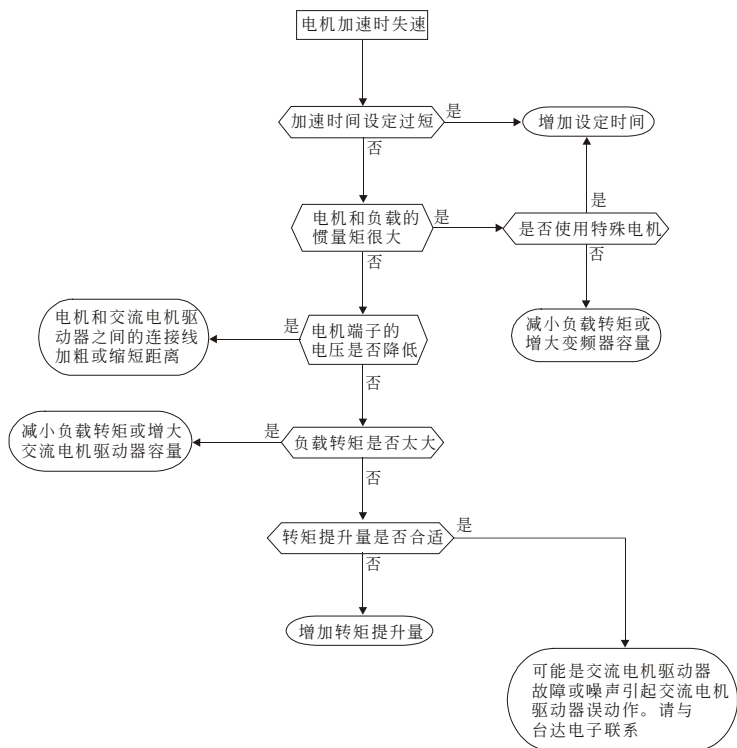 电机加速时失速
加速时间设定过短
是
增加设定时间
否
是
电机和负载的
惯量矩很大
是
是否使用特殊电机
否
否
电机和交流电机驱
动器之间的连接线
加粗或缩短距离
是
电机端子的
电压是否降低
减小负载转矩或
增大变频器容量
否
减小负载转矩或增大
交流电机驱动器容量
是
负载转矩是否太大
否
转矩提升量是否合适
是
否
增加转矩提升量
可能是交流电机驱动器
故障或噪声引起交流电机
驱动器误动作。请与
台达电子联系